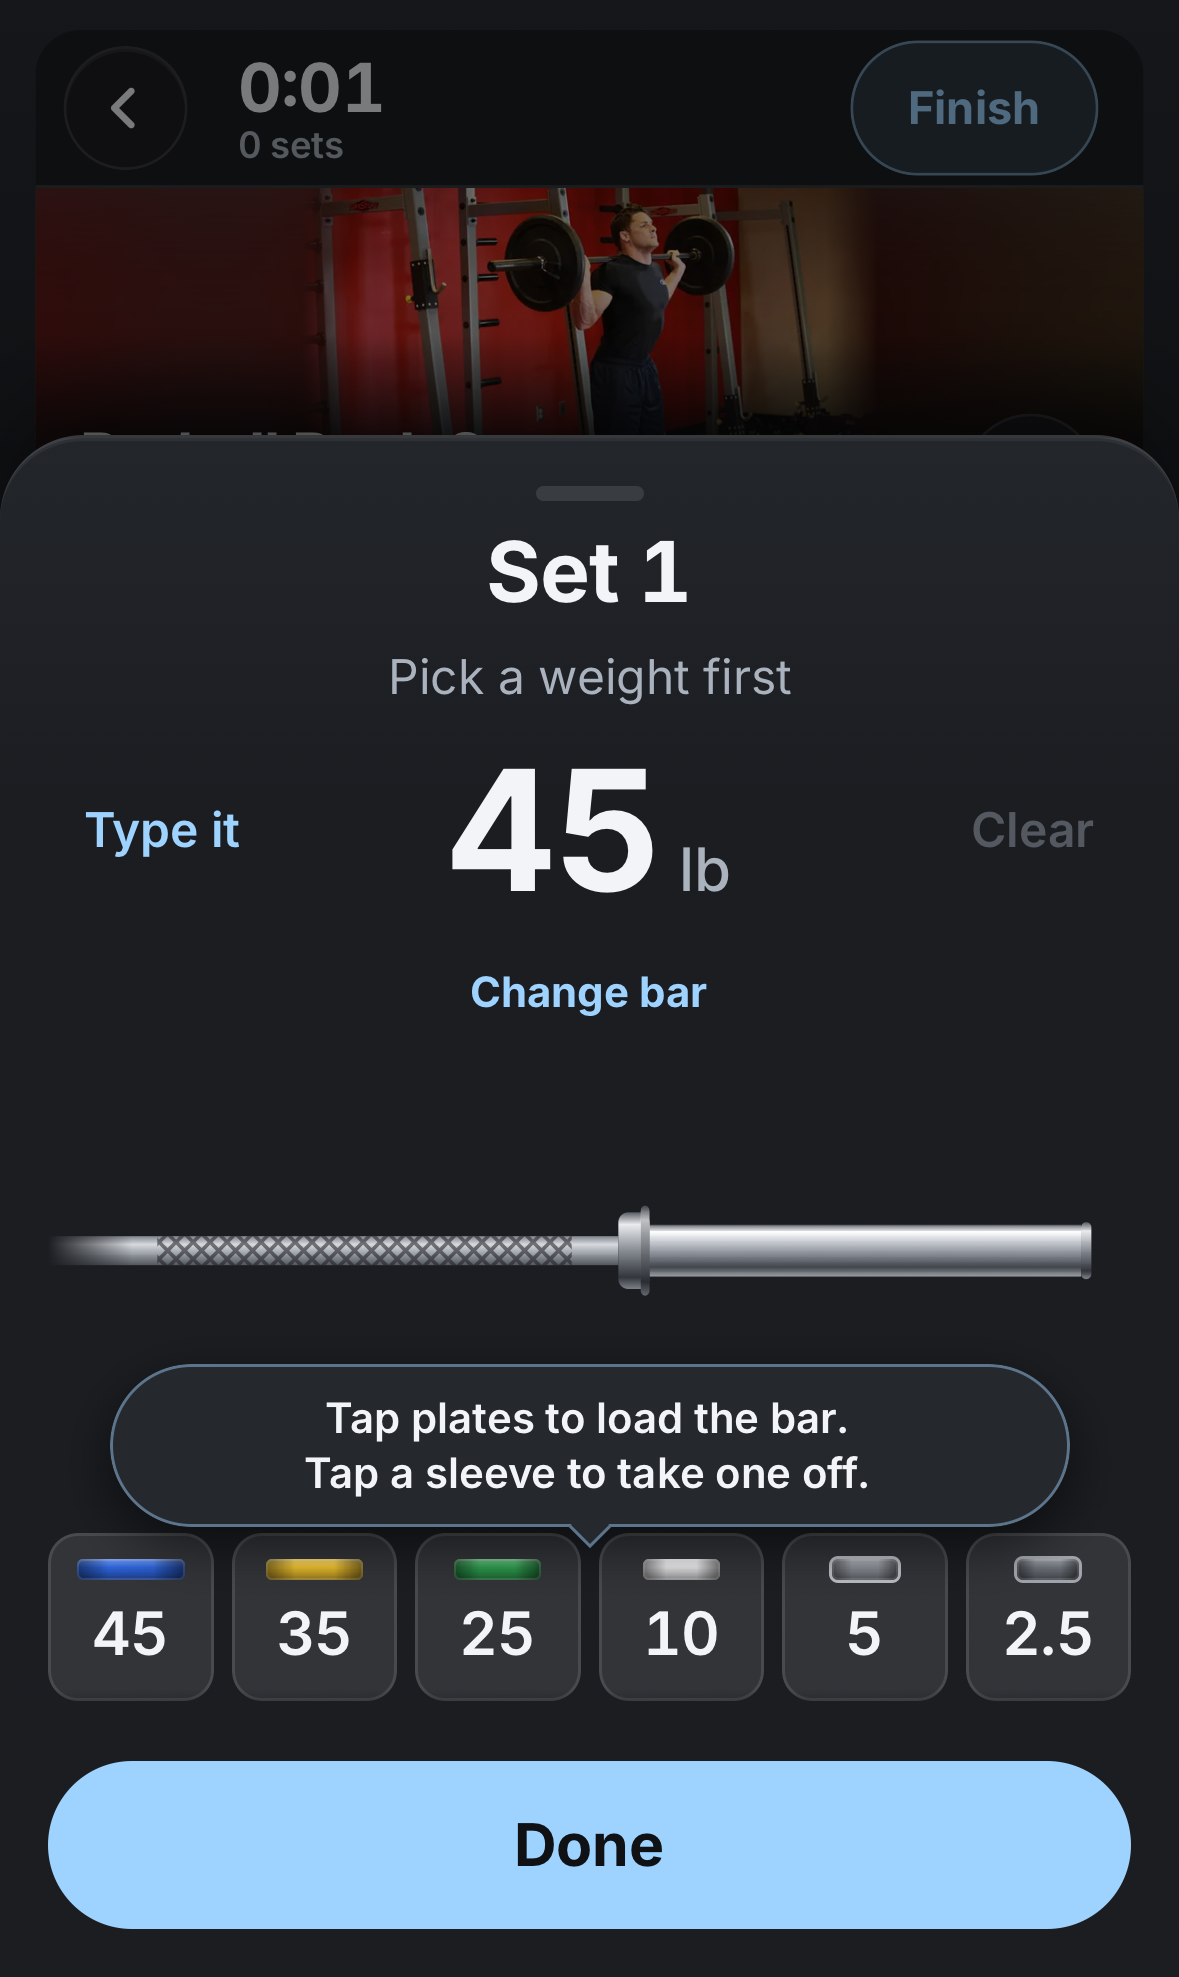 0:01
0 sets
Finish
Set 1
Pick a weight first
Type it
45 lb
Clear
Change bar
Tap plates to load the bar.
Tap a sleeve to take one off.
45
35
25
10
5
2.5
Done